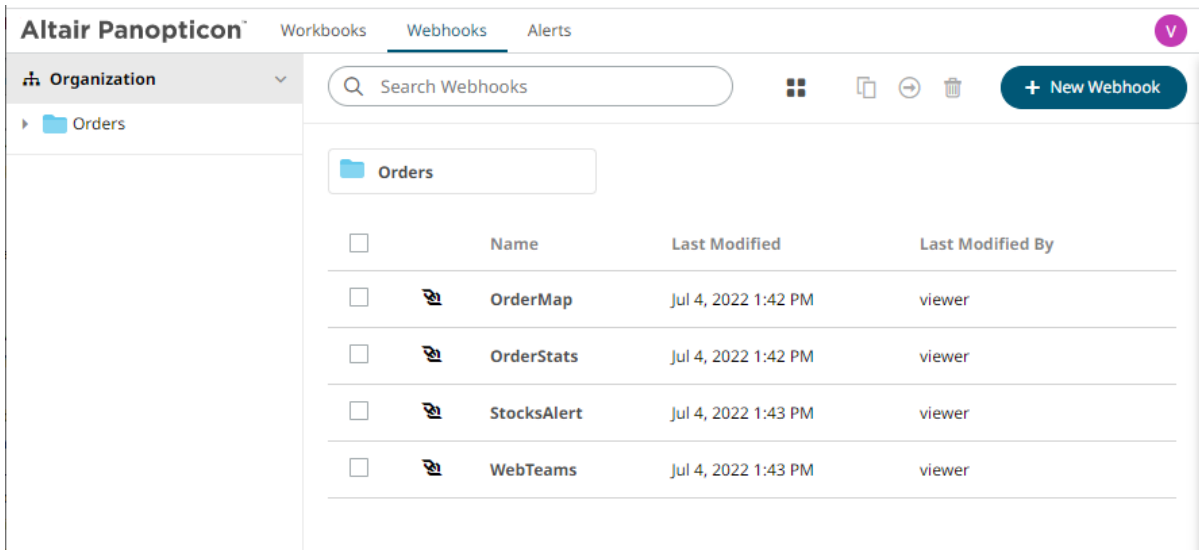 Altair Panopticon™ Workbooks Webhooks Alerts V
Organization
Orders
Search Webhooks
+ New Webhook
Orders
Name Last Modified Last Modified By
OrderMap Jul 4, 2022 1:42 PM viewer
OrderStats Jul 4, 2022 1:42 PM viewer
StocksAlert Jul 4, 2022 1:43 PM viewer
WebTeams Jul 4, 2022 1:43 PM viewer